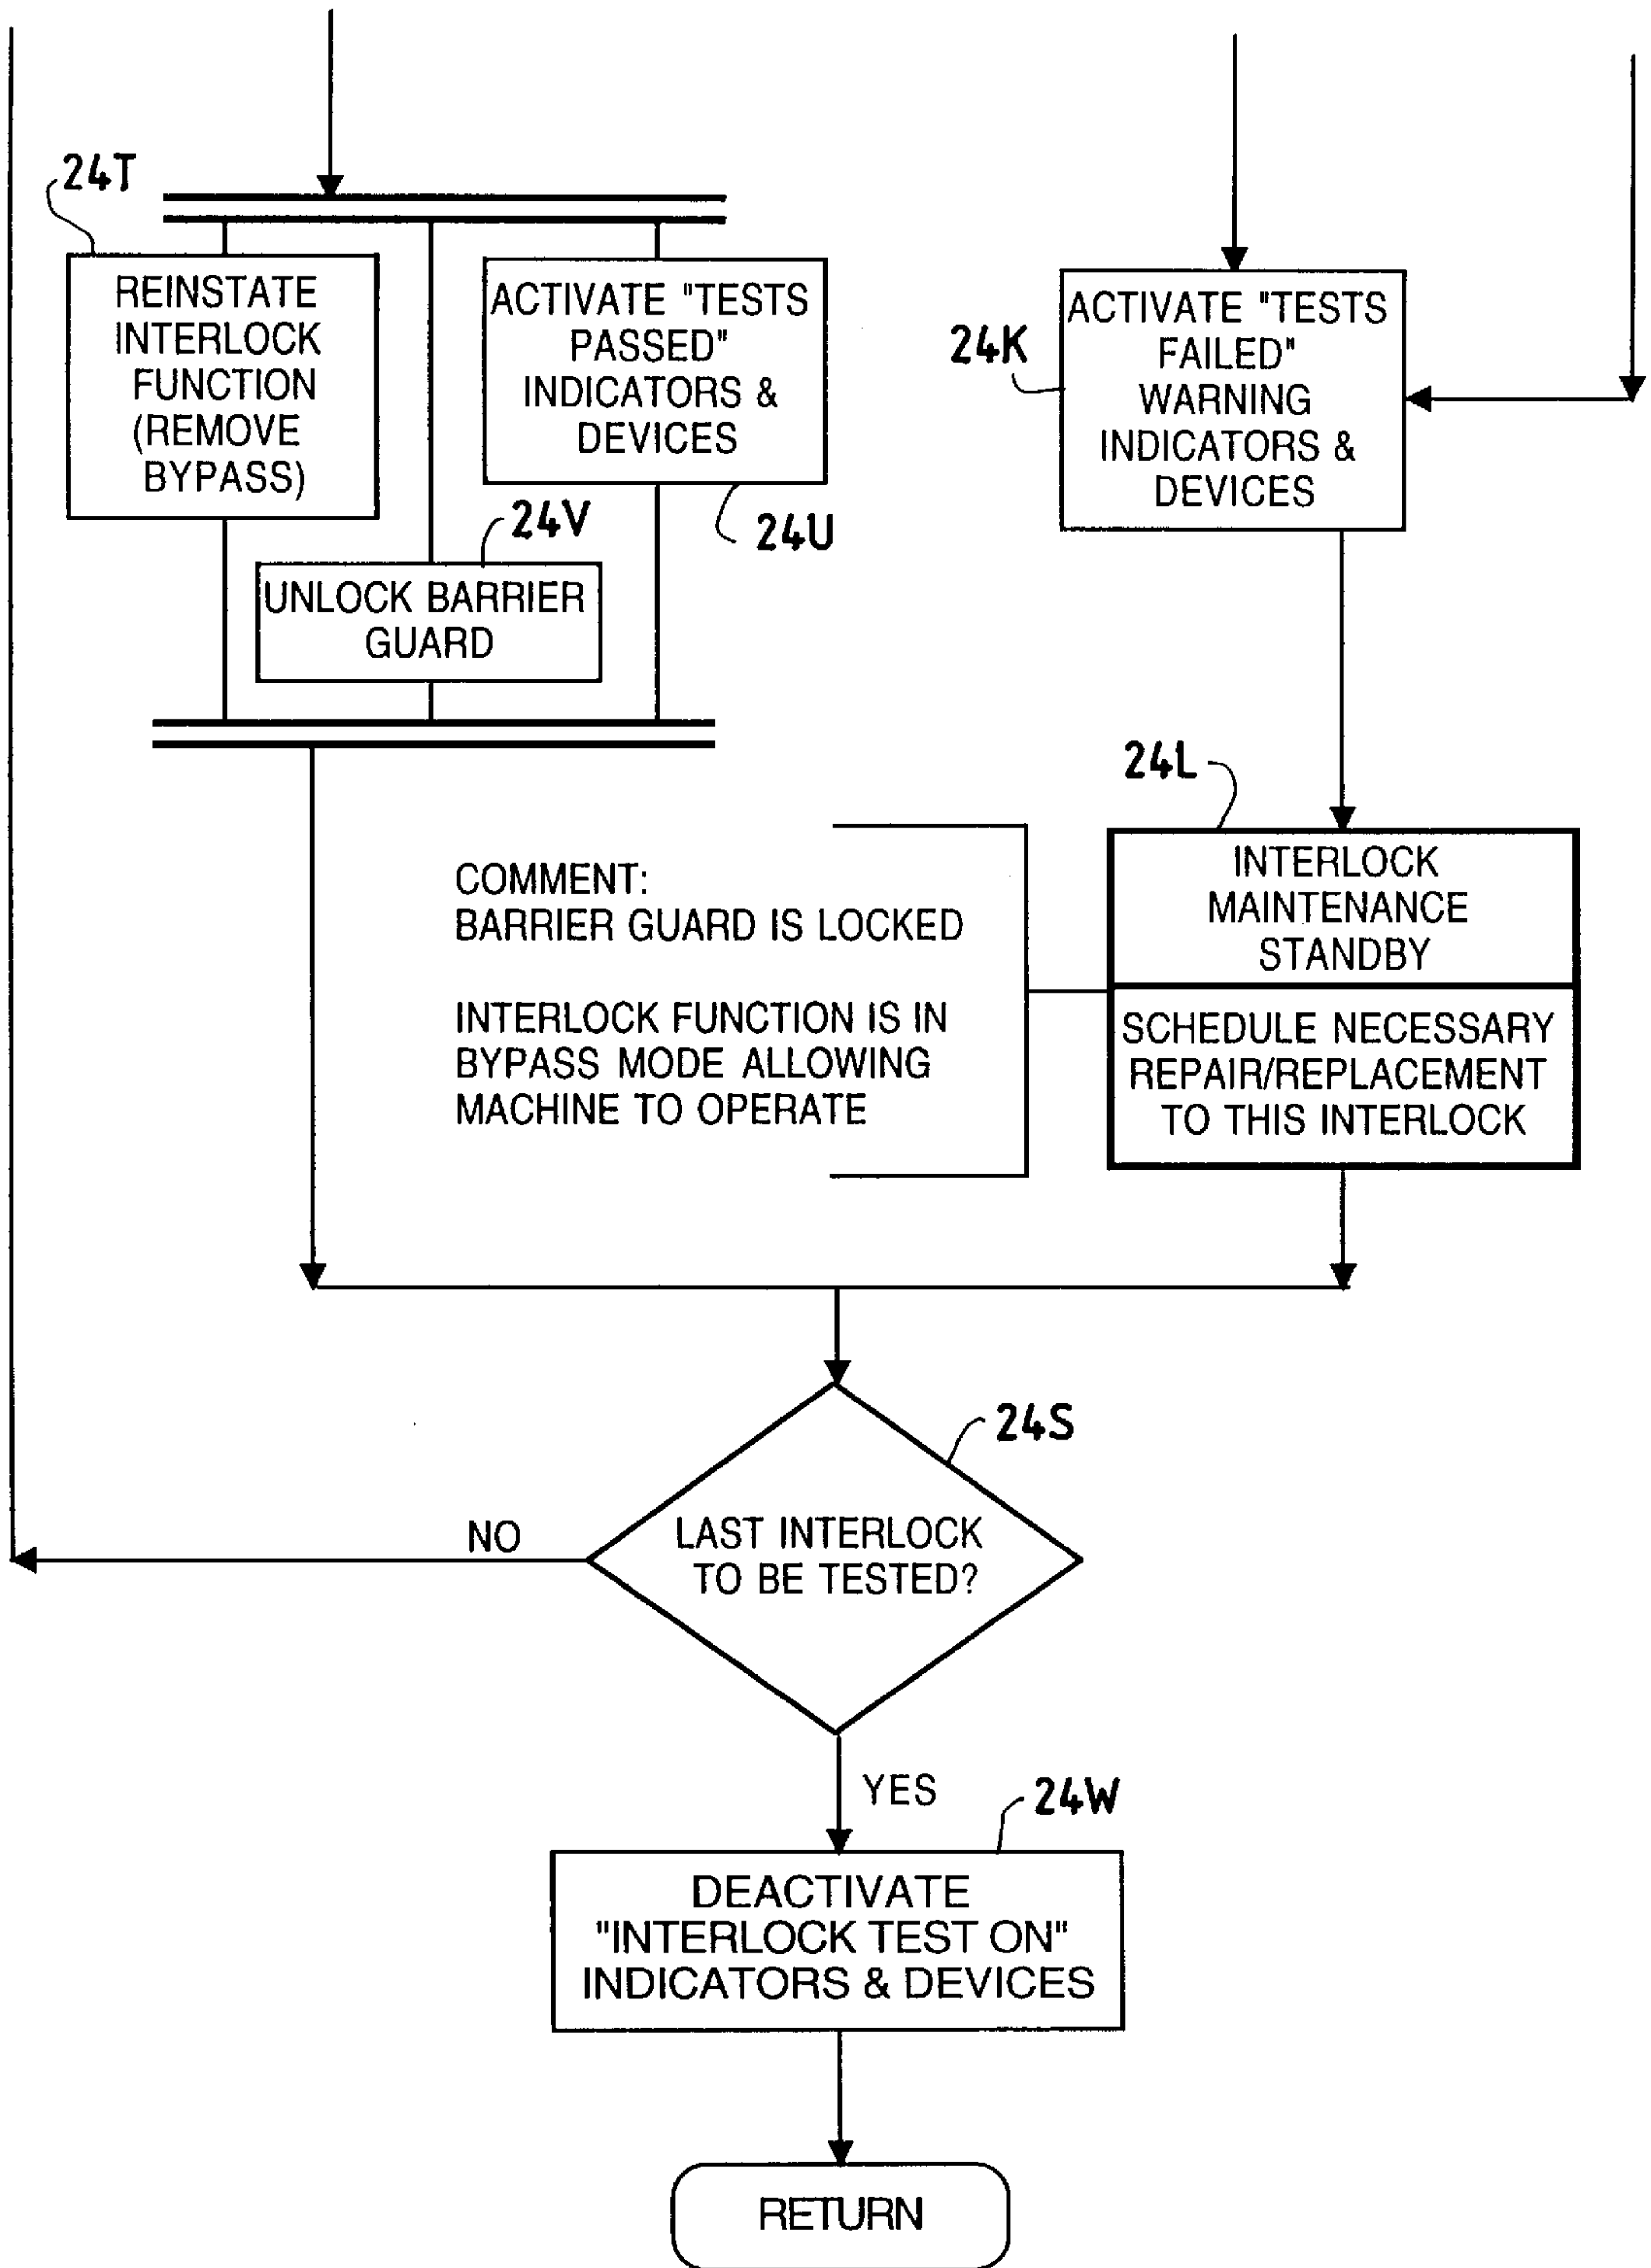 24T
REINSTATE
INTERLOCK
FUNCTION
(REMOVE
BYPASS)
ACTIVATE "TESTS
PASSED"
INDICATORS &
DEVICES
24U
24V
UNLOCK BARRIER
GUARD
24K
ACTIVATE "TESTS
FAILED"
WARNING
INDICATORS &
DEVICES
24L
INTERLOCK
MAINTENANCE
STANDBY
SCHEDULE NECESSARY
REPAIR/REPLACEMENT
TO THIS INTERLOCK
COMMENT:
BARRIER GUARD IS LOCKED
INTERLOCK FUNCTION IS IN
BYPASS MODE ALLOWING
MACHINE TO OPERATE
24S
LAST INTERLOCK
TO BE TESTED?
NO
YES
24W
DEACTIVATE
"INTERLOCK TEST ON"
INDICATORS & DEVICES
RETURN